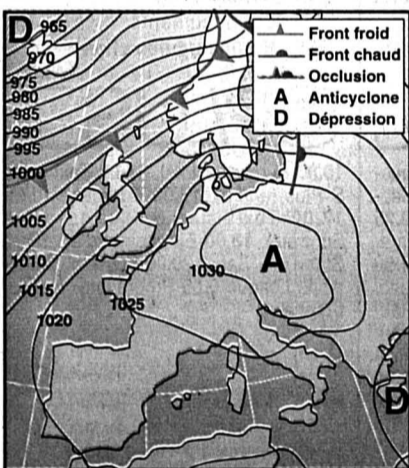 D
965
970
975
980
985
990
995
1000
1005
1010
1015
1020
1025
1030
A
D
Front froid
Front chaud
Occlusion
A Anticyclone
D Dépression